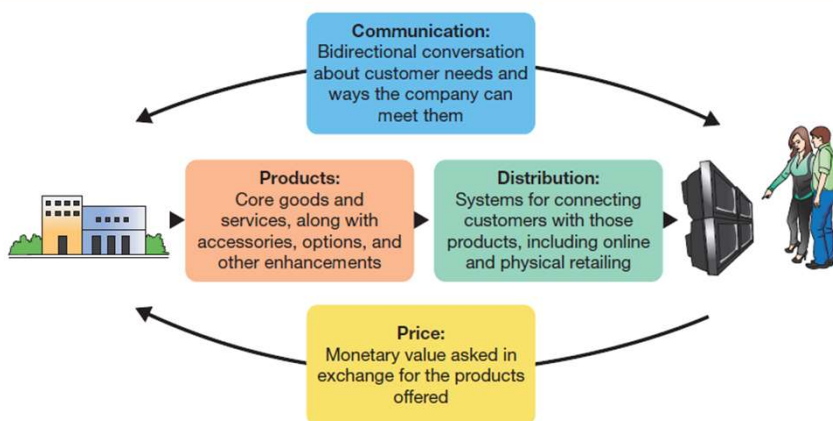 Communication:
Bidirectional conversation
about customer needs and
ways the company can
meet them
Products:
Core goods and
services, along with
accessories, options, and
other enhancements
Distribution:
Systems for connecting
customers with those
products, including online
and physical retailing
Price:
Monetary value asked in
exchange for the products
offered